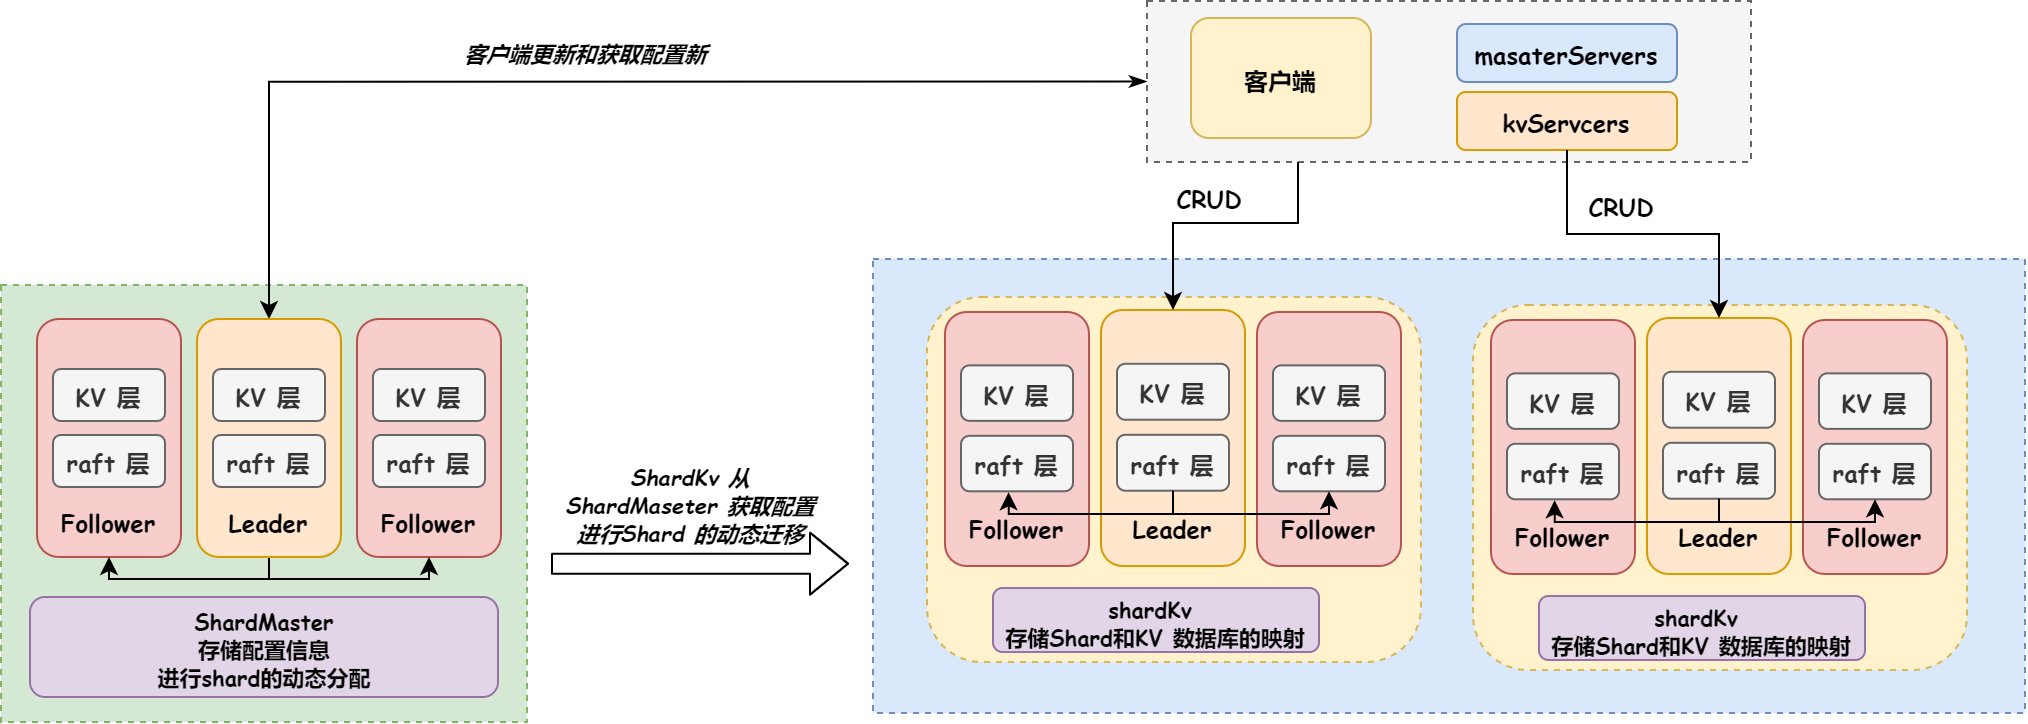 客户端更新和获取配置新
客户端
masaterServers
kvServcers
CRUD
CRUD
KV 层
raft 层
Follower
KV 层
raft 层
Leader
KV 层
raft 层
Follower
ShardMaster
存储配置信息
进行shard的动态分配
ShardKv 从
ShardMaseter 获取配置
进行Shard 的动态迁移
KV 层
raft 层
Follower
KV 层
raft 层
Leader
KV 层
raft 层
Follower
shardKv
存储Shard和KV 数据库的映射
KV 层
raft 层
Follower
KV 层
raft 层
Leader
KV 层
raft 层
Follower
shardKv
存储Shard和KV 数据库的映射